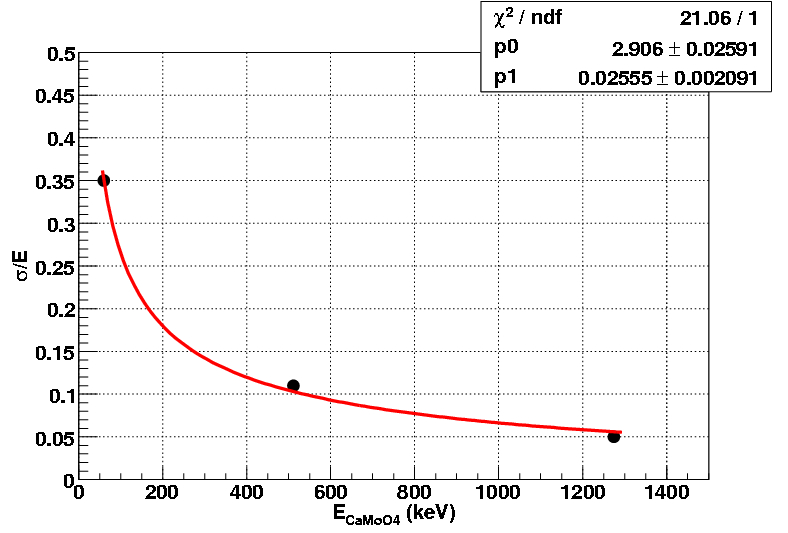 χ² / ndf 21.06 / 1
p0 2.906 ± 0.02591
p1 0.02555 ± 0.002091
0.5
0.45
0.4
0.35
0.3
0.25
0.2
0.15
0.1
0.05
0
σ/E
0 200 400 600 800 1000 1200 1400
E_CaMoO4 (keV)